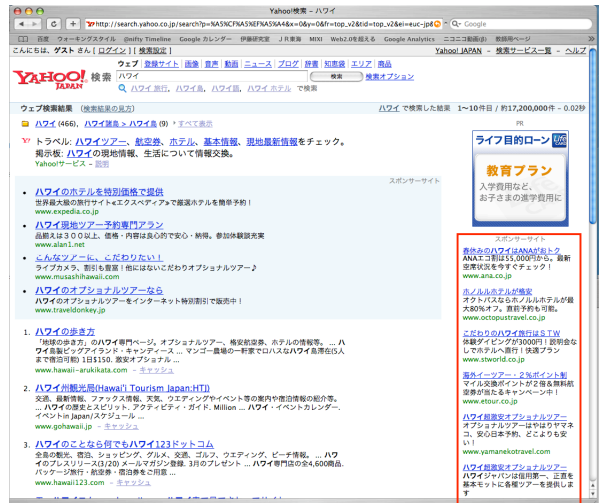 Yahoo!検索 - ハワイ
http://search.yahoo.co.jp/search?p=%A5%CF%A5%EF%A5%A4&x=0&y=0&fr=top_v2&tid=top_v2&ei=euc-jp&
Google
百度 ウォーキングスタイル @nifty Timeline Google カレンダー 伊藤研究室 JR東海 MIXI Web2.0を超える Google Analytics ニコニコ動画(β) 教師用ページ
こんにちは、ゲスト さん [ ログイン ] [ 検索設定 ]
Yahoo! JAPAN - 検索サービス一覧 - ヘルプ
YAHOO! JAPAN 検索
ウェブ | 登録サイト | 画像 | 音声 | 動画 | ニュース | ブログ | 辞書 | 知恵袋 | エリア | 商品
ハワイ
検索
検索オプション
ハワイ 旅行, ハワイ島, ハワイ語, ハワイ ホテル で検索
ウェブ検索結果 (検索結果の見方)
ハワイ で検索した結果 1〜10件目 / 約17,200,000件 - 0.02秒
ハワイ (466), ハワイ諸島 > ハワイ島 (9) すべて表示
トラベル: ハワイツアー、航空券、ホテル、基本情報、現地最新情報をチェック。
掲示板: ハワイの現地情報、生活について情報交換。
Yahoo!サービス - 説明
スポンサーサイト
• ハワイのホテルを特別価格で提供
世界最大級の旅行サイト≪エクスペディア≫で厳選ホテルを簡単予約!
www.expedia.co.jp
• ハワイ現地ツアー予約専門アラン
品揃えは300以上、価格・内容は良心的で安心・納得。参加体験談充実
www.alan1.net
• こんなツアーに、こだわりたい!
ライブカメラ、割引も豊富!他にはないこだわりオプショナルツアー♪
www.musashihawaii.com
• ハワイのオプショナルツアーなら
ハワイのオプショナルツアーをインターネット特別割引で販売中!
www.traveldonkey.jp
1. ハワイの歩き方
「地球の歩き方」のハワイ専門ページ。オプショナルツアー、格安航空券、ホテルの情報等。 ... ハ
ワイ島製ビッグアイランド・キャンディース ... マンゴー農場の一軒家でロハスなハワイ島滞在(5人
まで宿泊可能) 1日$150. 激安オプショナル ...
www.hawaii-arukikata.com - キャッシュ
2. ハワイ州観光局(Hawai'i Tourism Japan:HTJ)
交通、最新情報、ファックス情報、天気、ウエディングやイベント等の案内や宿泊情報の紹介等。
... ハワイの歴史とスピリット. アクティビティ・ガイド. Million ... ハワイ・イベントカレンダー.
イベントin Japan/スケジュール ...
www.gohawaii.jp - キャッシュ
3. ハワイのことなら何でもハワイ123ドットコム
全島の観光、宿泊、ショッピング、グルメ、交通、ゴルフ、ウエディング、ビーチ情報。 ... ハワ
イのプレスリリース(3/20) メールマガジン登録. 3月のプレゼント ... ハワイ専門店の全4,600商品.
パッケージ旅行・航空券・宿泊券をご用意 ...
www.hawaii123.com - キャッシュ
PR
ライフ目的ローン
教育プラン
入学費用など、
お子さまの進学費用に
スポンサーサイト
春休みのハワイはANAがおトク
ANAエコ割は55,000円から。最新
空席状況を今すぐチェック!
www.ana.co.jp
ホノルルホテルが格安
オクトパスならホノルルホテルが最
大80%オフ。直前予約も可能。
www.octopustravel.co.jp
こだわりのハワイ旅行はSTW
体験ダイビングが3000円!説明会な
しでホテルへ直行!快適プラン
www.stworld.co.jp
海外ーイーツアー・2%ポイント制
マイル交換ポイントが2倍&無料航
空券が当たるキャンペーン中!
www.etour.co.jp
ハワイ超激安オプショナルツアー
オプショナルツアーはやはりヤマネ
コ、安心日本予約、どこよりも安
い!
www.yamanekotravel.com
ハワイ超激安オプショナルツアー
ハワイジャパンは信用第一、正直を
基本モットに各種ツアーを提供しま
す